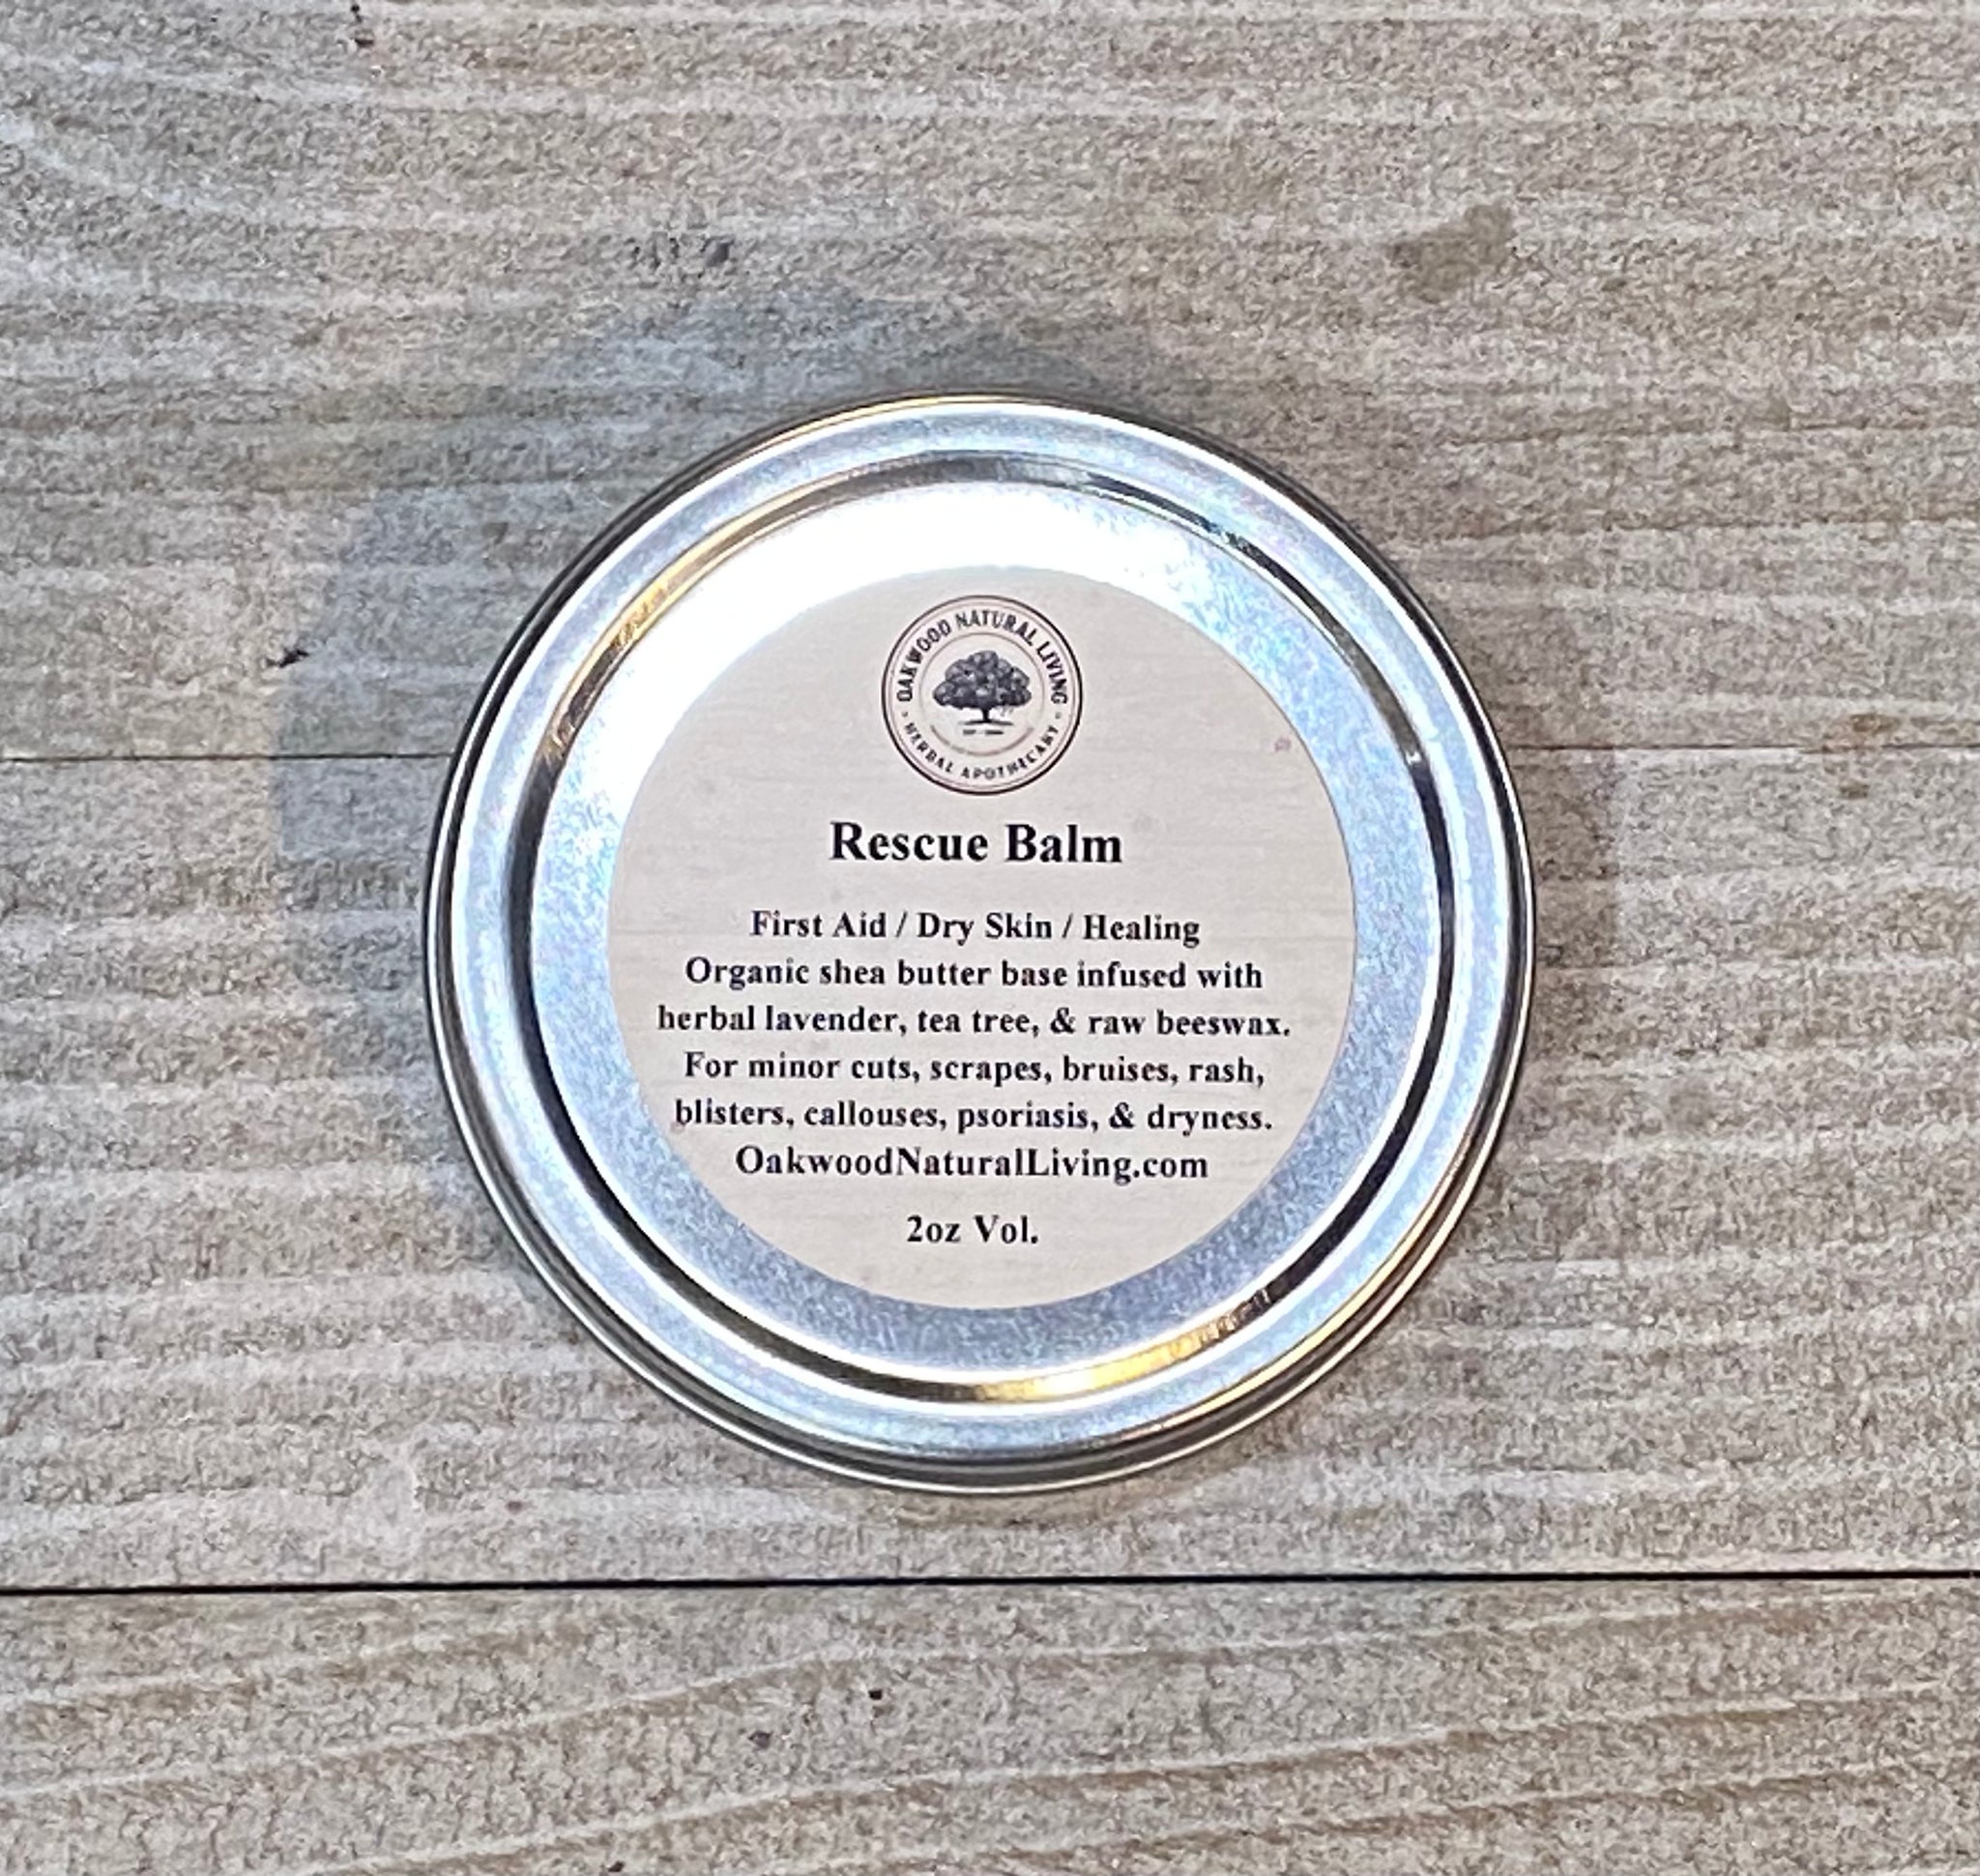 OAKWOOD NATURAL LIVING
HERBAL APOTHECARY
Rescue Balm
First Aid / Dry Skin / Healing
Organic shea butter base infused with
herbal lavender, tea tree, & raw beeswax.
For minor cuts, scrapes, bruises, rash,
blisters, callouses, psoriasis, & dryness.
OakwoodNaturalLiving.com
2oz Vol.